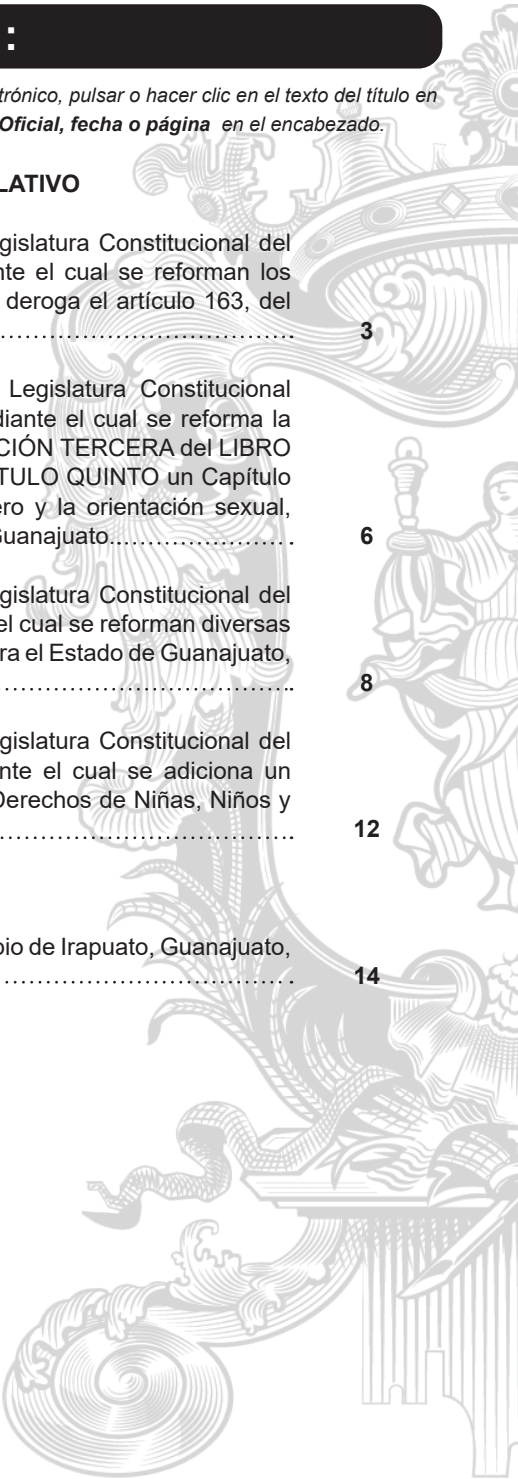 :
trónico, pulsar o hacer clic en el texto del título en
Oficial, fecha o página en el encabezado.
LATIVO
gislatura Constitucional del
nte el cual se reforman los
deroga el artículo 163, del
................................................. 3
Legislatura Constitucional
diante el cual se reforma la
CIÓN TERCERA del LIBRO
TULO QUINTO un Capítulo
ero y la orientación sexual,
Guanajuato........................ 6
gislatura Constitucional del
el cual se reforman diversas
ra el Estado de Guanajuato,
................................................. 8
gislatura Constitucional del
nte el cual se adiciona un
Derechos de Niñas, Niños y
................................................. 12
pio de Irapuato, Guanajuato,
................................................. 14